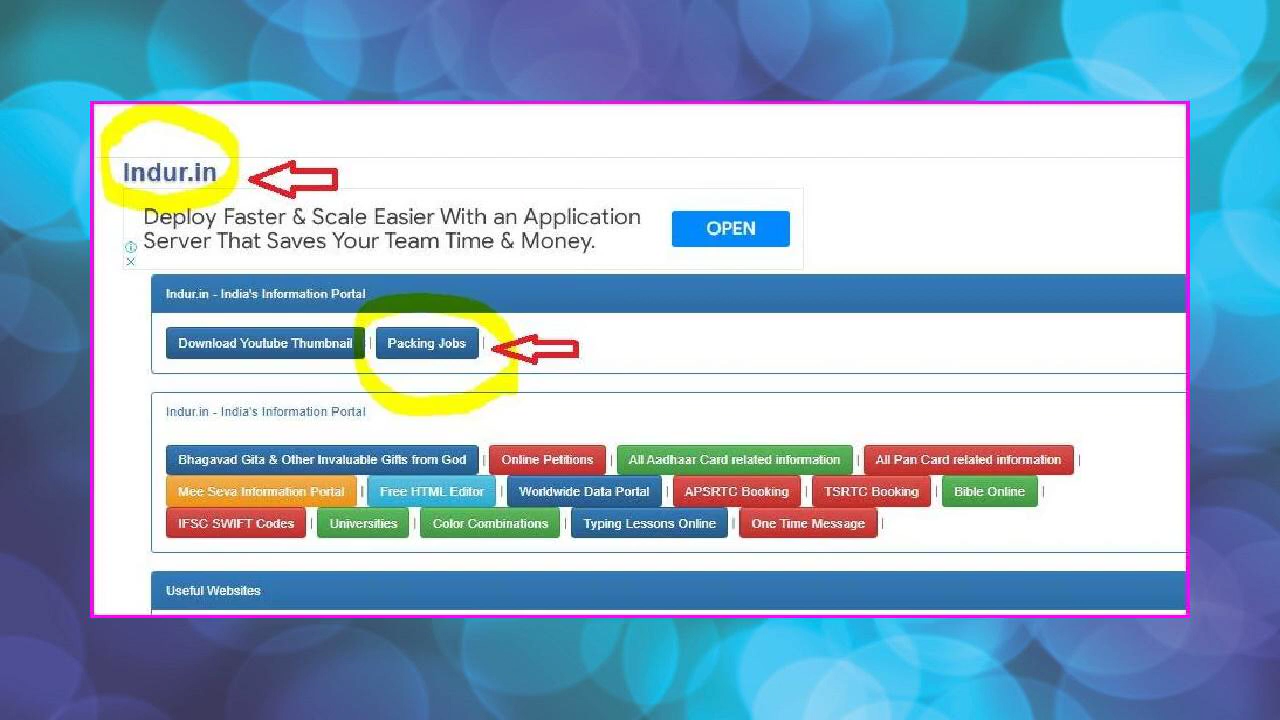 Indur.in
Deploy Faster & Scale Easier With an Application
Server That Saves Your Team Time & Money.
OPEN
Indur.in - India's Information Portal
Download Youtube Thumbnail | Packing Jobs |
Indur.in - India's Information Portal
Bhagavad Gita & Other Invaluable Gifts from God | Online Petitions | All Aadhaar Card related information | All Pan Card related information |
Mee Seva Information Portal | Free HTML Editor | Worldwide Data Portal | APSRTC Booking | TSRTC Booking | Bible Online |
IFSC SWIFT Codes | Universities | Color Combinations | Typing Lessons Online | One Time Message |
Useful Websites